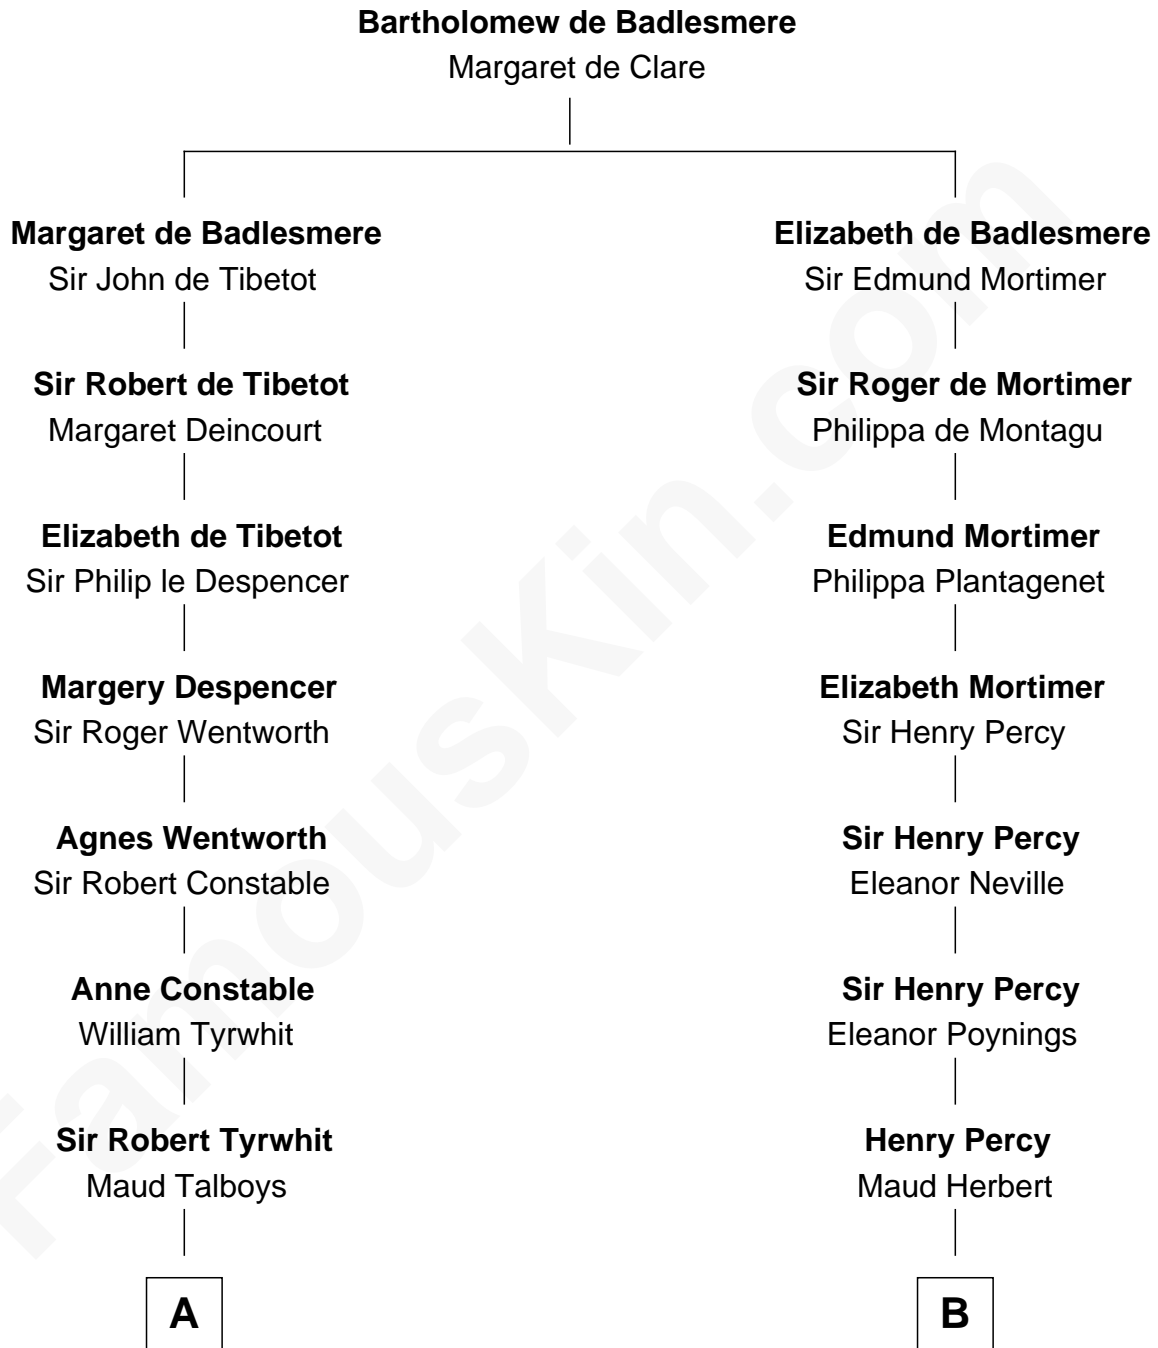 Bartholomew de Badlesmere
Margaret de Clare
Margaret de Badlesmere
Sir John de Tibetot
Elizabeth de Badlesmere
Sir Edmund Mortimer
Sir Robert de Tibetot
Margaret Deincourt
Sir Roger de Mortimer
Philippa de Montagu
Elizabeth de Tibetot
Sir Philip le Despencer
Edmund Mortimer
Philippa Plantagenet
Margery Despencer
Sir Roger Wentworth
Elizabeth Mortimer
Sir Henry Percy
Agnes Wentworth
Sir Robert Constable
Sir Henry Percy
Eleanor Neville
Anne Constable
William Tyrwhit
Sir Henry Percy
Eleanor Poynings
Sir Robert Tyrwhit
Maud Talboys
Henry Percy
Maud Herbert
A
B
FamousKin.com